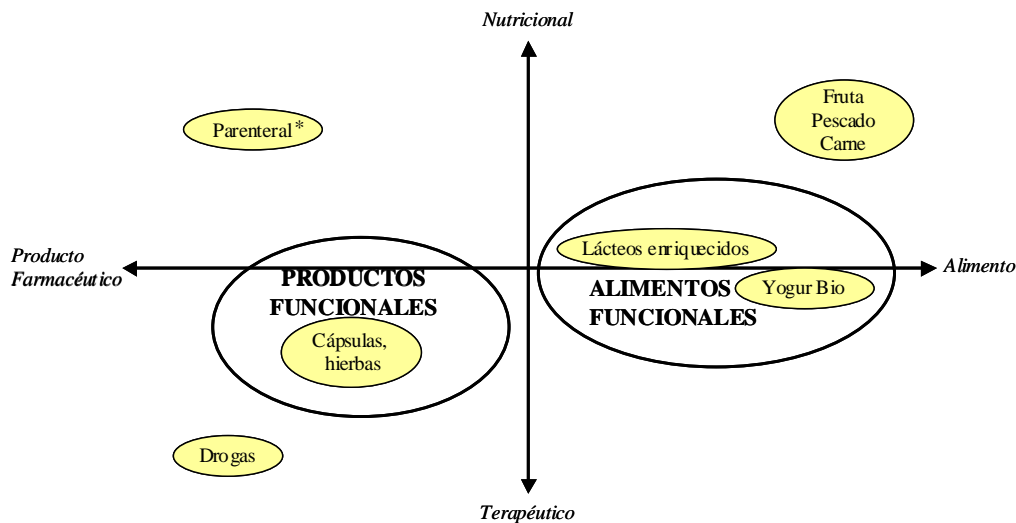 Nutricional
Fruta
Pescado
Carne
Parenteral*
Lácteos enriquecidos
Producto
Farmacéutico
Alimento
PRODUCTOS
FUNCIONALES
ALIMENTOS
FUNCIONALES
Yogur Bio
Cápsulas,
hierbas
Drogas
Terapéutico